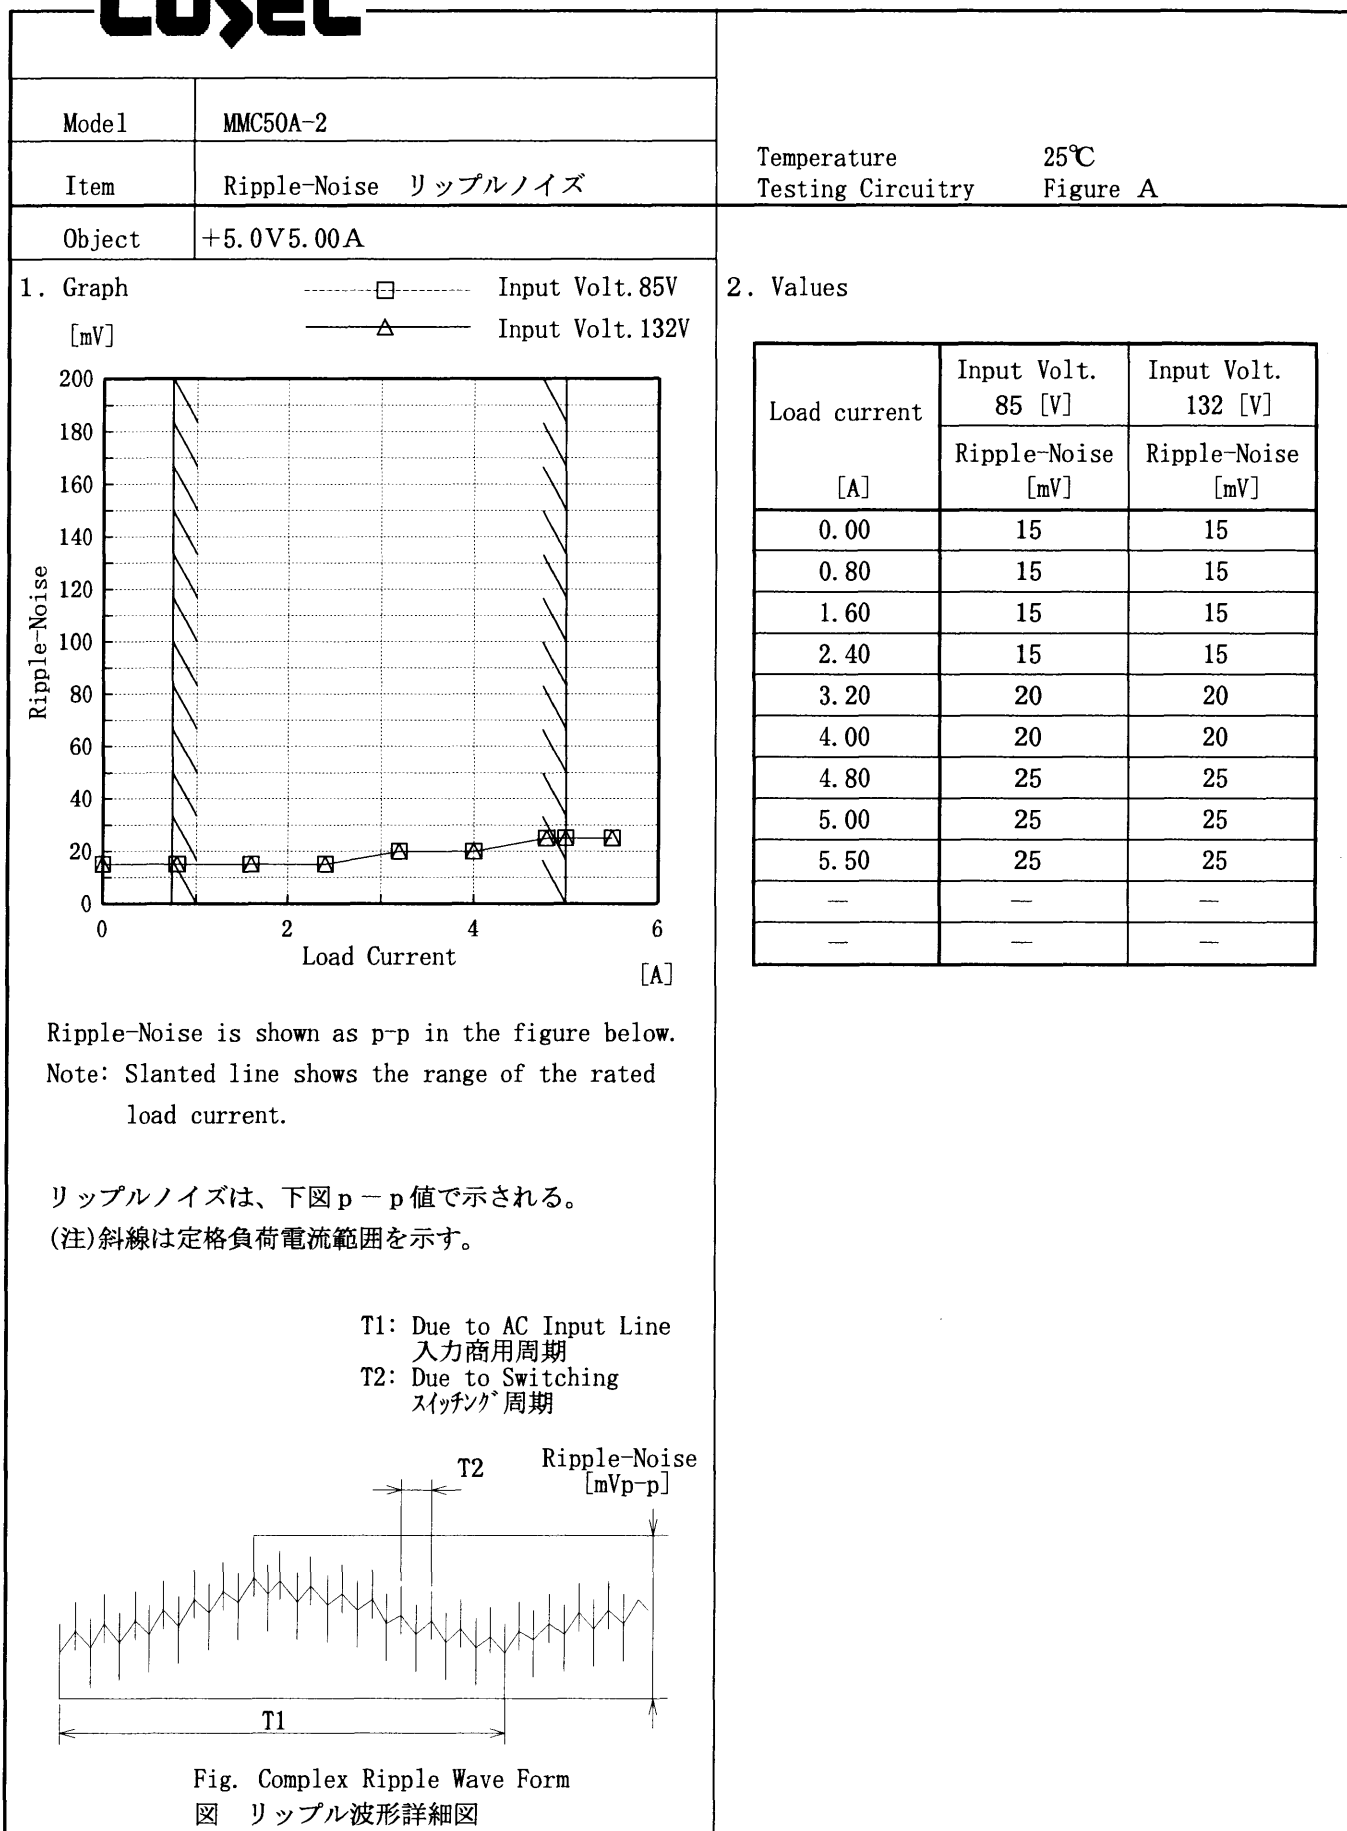 COSEL
Model MMC50A-2
Item Ripple-Noise リップルノイズ
Temperature 25℃
Testing Circuitry Figure A
Object +5.0V5.00A
1. Graph
Input Volt. 85V
[mV]
Input Volt. 132V
200
180
160
140
120
100
80
60
40
20
0
Ripple-Noise
0 2 4 6
Load Current
[A]
2. Values
Load current [A]
Input Volt. 85 [V]
Input Volt. 132 [V]
Ripple-Noise [mV]
Ripple-Noise [mV]
0.00 15 15
0.80 15 15
1.60 15 15
2.40 15 15
3.20 20 20
4.00 20 20
4.80 25 25
5.00 25 25
5.50 25 25
— — —
— — —
Ripple-Noise is shown as p-p in the figure below.
Note: Slanted line shows the range of the rated
load current.
リップルノイズは、下図p-p値で示される。
(注)斜線は定格負荷電流範囲を示す。
T1: Due to AC Input Line
入力商用周期
T2: Due to Switching
ｽｲｯﾁﾝｸﾞ周期
T2
Ripple-Noise
[mVp-p]
T1
Fig. Complex Ripple Wave Form
図 リップル波形詳細図